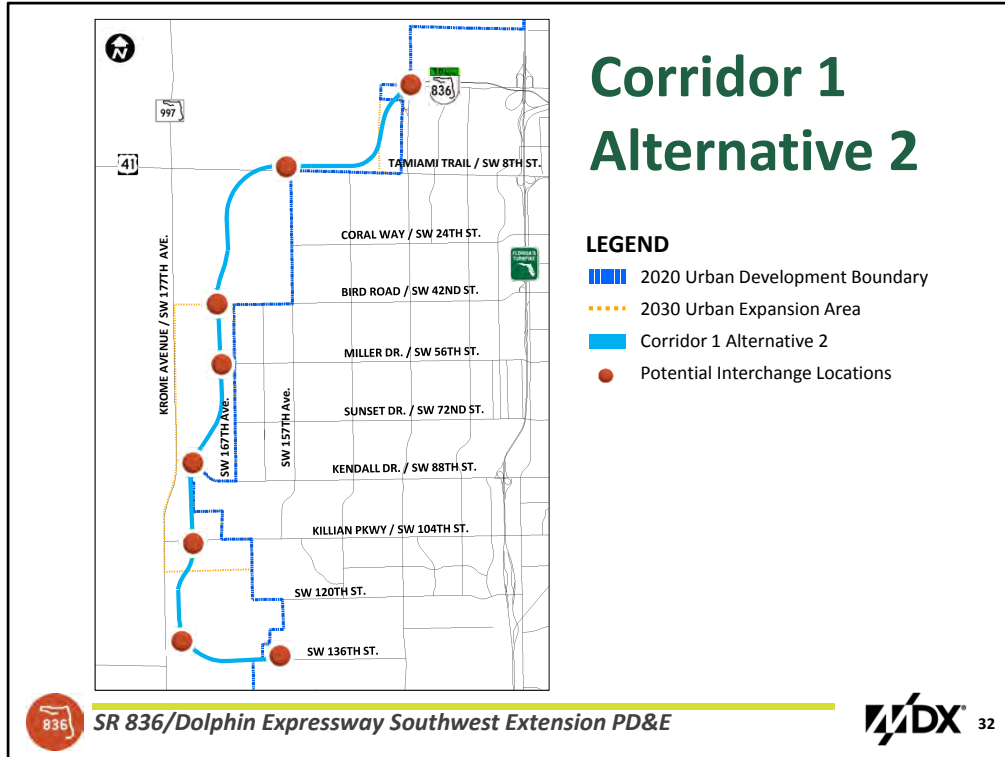 N
997
41
836
TAMIAMI TRAIL / SW 8TH ST.
CORAL WAY / SW 24TH ST.
FLORIDA'S
TURNPIKE
BIRD ROAD / SW 42ND ST.
KROME AVENUE / SW 177TH AVE.
MILLER DR. / SW 56TH ST.
SUNSET DR. / SW 72ND ST.
SW 167TH Ave.
SW 157TH Ave.
KENDALL DR. / SW 88TH ST.
KILLIAN PKWY / SW 104TH ST.
SW 120TH ST.
SW 136TH ST.
Corridor 1
Alternative 2
LEGEND
2020 Urban Development Boundary
2030 Urban Expansion Area
Corridor 1 Alternative 2
Potential Interchange Locations
836
SR 836/Dolphin Expressway Southwest Extension PD&E
MDX® 32